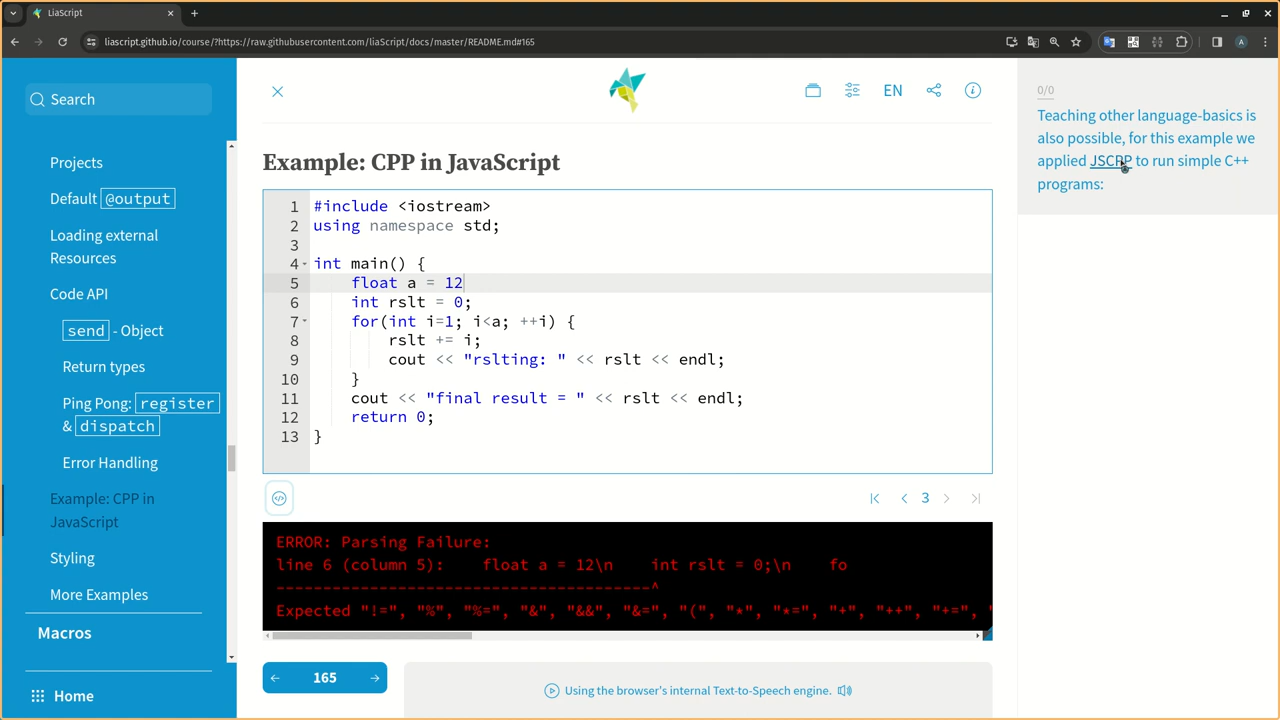 LiaScript
liascript.github.io/course/?https://raw.githubusercontent.com/liaScript/docs/master/README.md#165
A
Search
Projects
Default @output
Loading external
Resources
Code API
send - Object
Return types
Ping Pong: register
& dispatch
Error Handling
Example: CPP in
JavaScript
Styling
More Examples
Macros
Home
EN
Example: CPP in JavaScript
1 #include <iostream>
2 using namespace std;
3
4 int main() {
5 float a = 12
6 int rslt = 0;
7 for(int i=1; i<a; ++i) {
8 rslt += i;
9 cout << "rslting: " << rslt << endl;
10 }
11 cout << "final result = " << rslt << endl;
12 return 0;
13 }
3
ERROR: Parsing Failure:
line 6 (column 5):    float a = 12\n    int rslt = 0;\n    fo
----------------------------------------^
Expected "!=", "%", "%=", "&", "&&", "&=", "(", "*", "*=", "+", "++", "+=", "
165
Using the browser's internal Text-to-Speech engine.
0/0
Teaching other language-basics is
also possible, for this example we
applied JSCPP to run simple C++
programs: